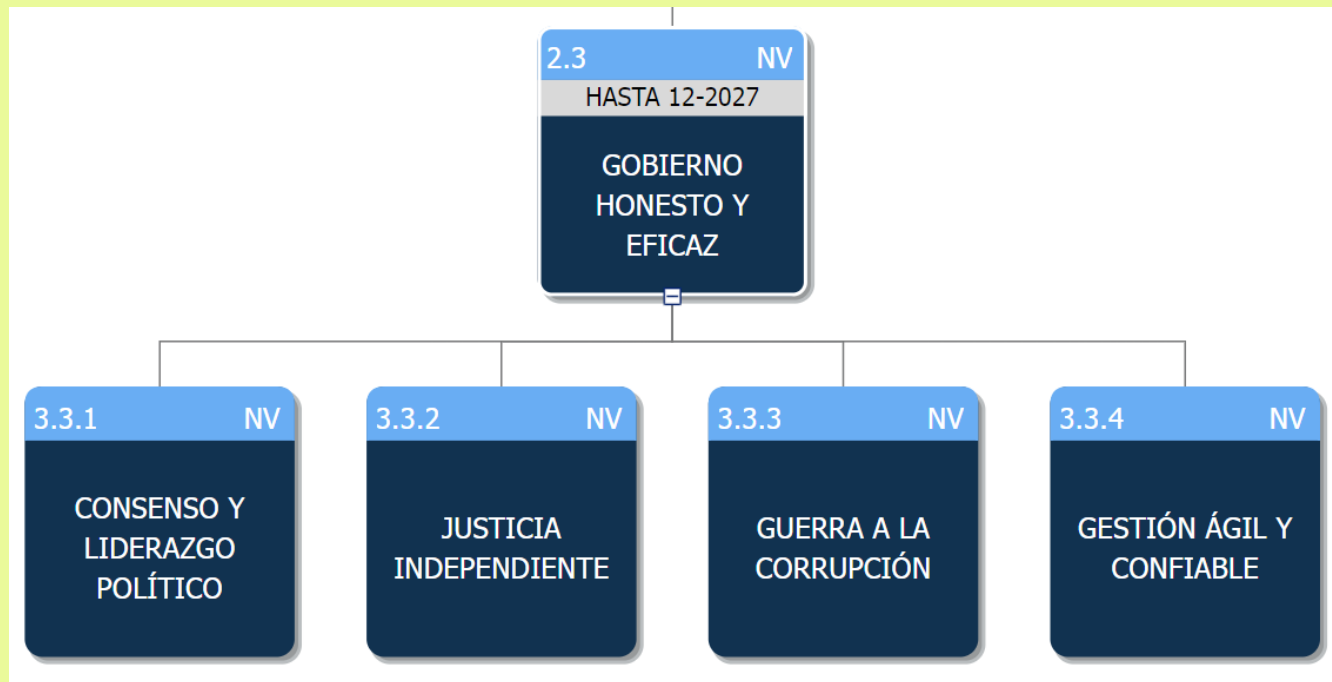 2.3 NV
HASTA 12-2027
GOBIERNO
HONESTO Y
EFICAZ
3.3.1 NV
CONSENSO Y
LIDERAZGO
POLÍTICO
3.3.2 NV
JUSTICIA
INDEPENDIENTE
3.3.3 NV
GUERRA A LA
CORRUPCIÓN
3.3.4 NV
GESTIÓN ÁGIL Y
CONFIABLE